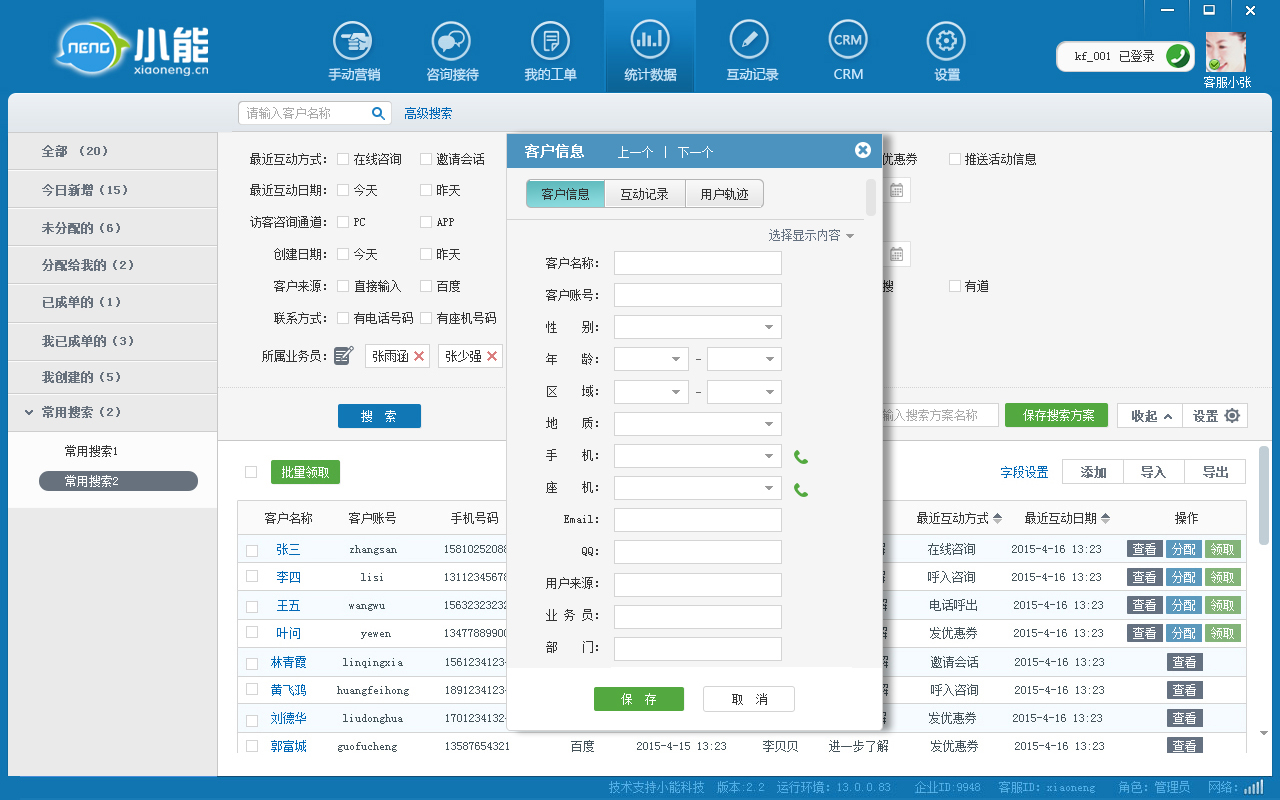 NENG 小能
xiaoneng.cn
手动营销 咨询接待 我的工单 统计数据 互动记录 CRM CRM 设置
kf_001 已登录
客服小张
请输入客户名称 高级搜索
全部 (20)
今日新增 (15)
未分配的 (6)
分配给我的 (2)
已成单的 (1)
我已成单的 (3)
我创建的 (5)
常用搜索 (2)
常用搜索1
常用搜索2
最近互动方式: 在线咨询 邀请会话 优惠券 推送活动信息
最近互动日期: 今天 昨天
访客咨询通道: PC APP
创建日期: 今天 昨天
客户来源: 直接输入 百度 搜 有道
联系方式: 有电话号码 有座机号码
所属业务员: 张雨涵 张少强
搜 索
输入搜索方案名称 保存搜索方案 收起 设置
客户信息 上一个 | 下一个
客户信息 互动记录 用户轨迹
选择显示内容
客户名称:
客户账号:
性 别:
年 龄: -
区 域: -
地 质:
手 机:
座 机:
Email:
QQ:
用户来源:
业 务 员:
部 门:
保 存 取 消
批量领取 字段设置 添加 导入 导出
客户名称 客户账号 手机号码 最近互动方式 最近互动日期 操作
张三 zhangsan 15810252088 解 在线咨询 2015-4-16 13:23 查看 分配 领取
李四 lisi 1311234567 解 呼入咨询 2015-4-16 13:23 查看 分配 领取
王五 wangwu 1563232323 解 电话呼出 2015-4-16 13:23 查看 分配 领取
叶问 yewen 1347788990 解 发优惠券 2015-4-16 13:23 查看 分配 领取
林青霞 linqingxia 1561234123 解 邀请会话 2015-4-16 13:23 查看
黄飞鸿 huangfeihong 1891234123 解 呼入咨询 2015-4-16 13:23 查看
刘德华 liudonghua 1701234132 解 发优惠券 2015-4-16 13:23 查看
郭富城 guofucheng 13587654321 百度 2015-4-15 13:23 李贝贝 进一步了解 发优惠券 2015-4-16 13:23 查看
技术支持小能科技 版本:2.2 运行环境: 13.0.0.83 企业ID:9948 客服ID: xiaoneng 角色: 管理员 网络: